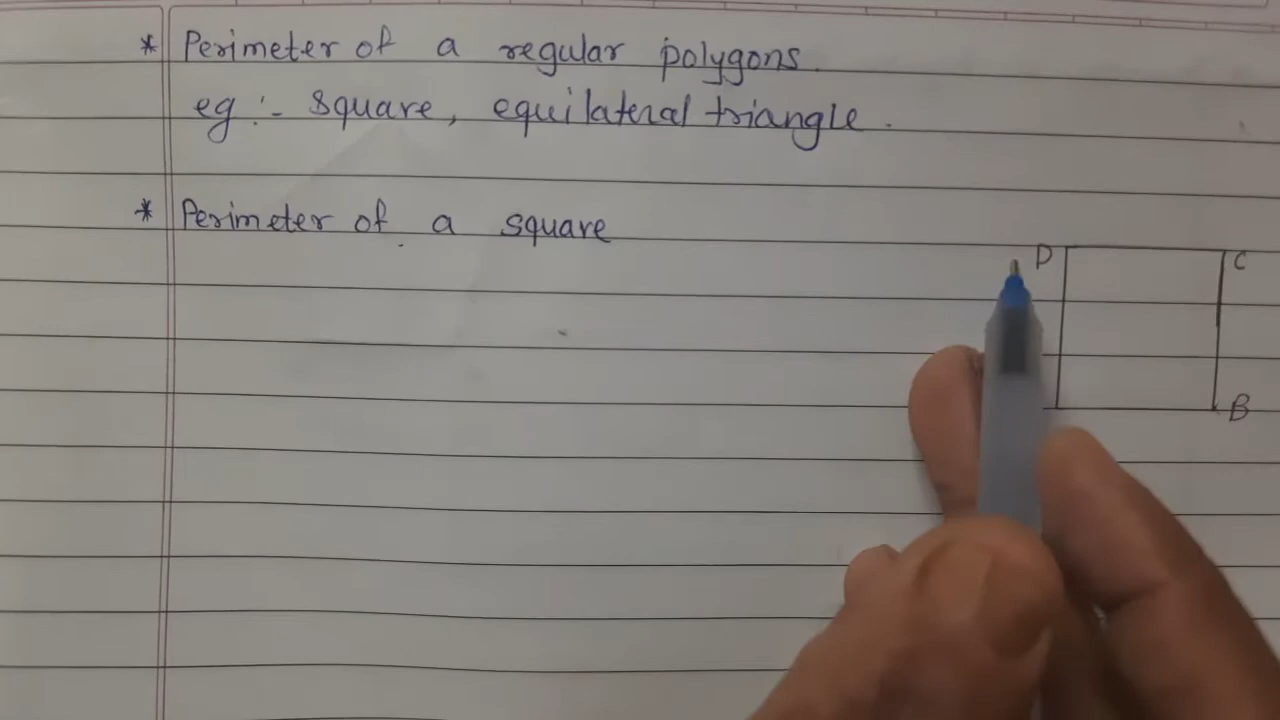 * Perimeter of a regular polygons.
eg :- square, equilateral triangle.
* Perimeter of a square
D C
B